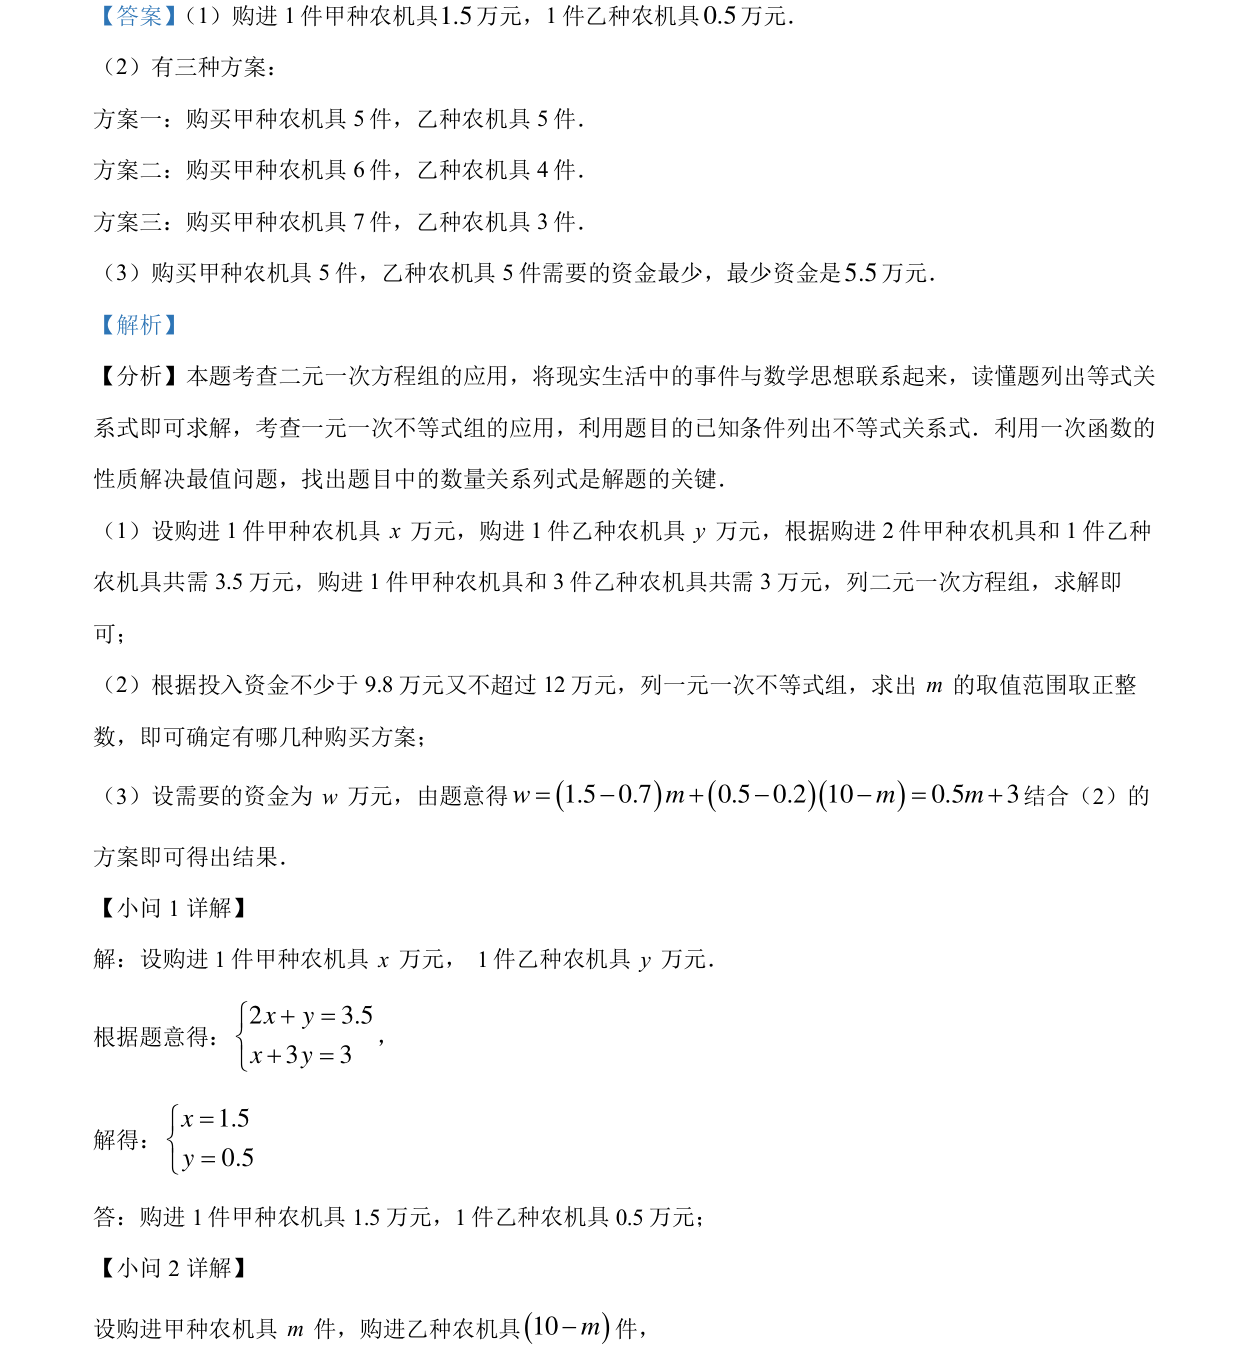 【答案】（1）购进 1 件甲种农机具1.5万元，1 件乙种农机具0.5万元．
（2）有三种方案：
方案一：购买甲种农机具 5 件，乙种农机具 5 件．
方案二：购买甲种农机具 6 件，乙种农机具 4 件．
方案三：购买甲种农机具 7 件，乙种农机具 3 件．
（3）购买甲种农机具 5 件，乙种农机具 5 件需要的资金最少，最少资金是5.5万元．
【解析】
【分析】本题考查二元一次方程组的应用，将现实生活中的事件与数学思想联系起来，读懂题列出等式关
系式即可求解，考查一元一次不等式组的应用，利用题目的已知条件列出不等式关系式．利用一次函数的
性质解决最值问题，找出题目中的数量关系列式是解题的关键．
（1）设购进 1 件甲种农机具 x 万元，购进 1 件乙种农机具 y 万元，根据购进 2 件甲种农机具和 1 件乙种
农机具共需 3.5 万元，购进 1 件甲种农机具和 3 件乙种农机具共需 3 万元，列二元一次方程组，求解即
可；
（2）根据投入资金不少于 9.8 万元又不超过 12 万元，列一元一次不等式组，求出 m 的取值范围取正整
数，即可确定有哪几种购买方案；
（3）设需要的资金为 w 万元，由题意得 w=(1.5−0.7)m+(0.5−0.2)(10−m)=0.5m+3 结合（2）的
方案即可得出结果．
【小问 1 详解】
解：设购进 1 件甲种农机具 x 万元， 1 件乙种农机具 y 万元．
根据题意得：{2x+y=3.5
x+3y=3，
解得：{x=1.5
y=0.5
答：购进 1 件甲种农机具 1.5 万元，1 件乙种农机具 0.5 万元；
【小问 2 详解】
设购进甲种农机具 m 件，购进乙种农机具(10−m)件，